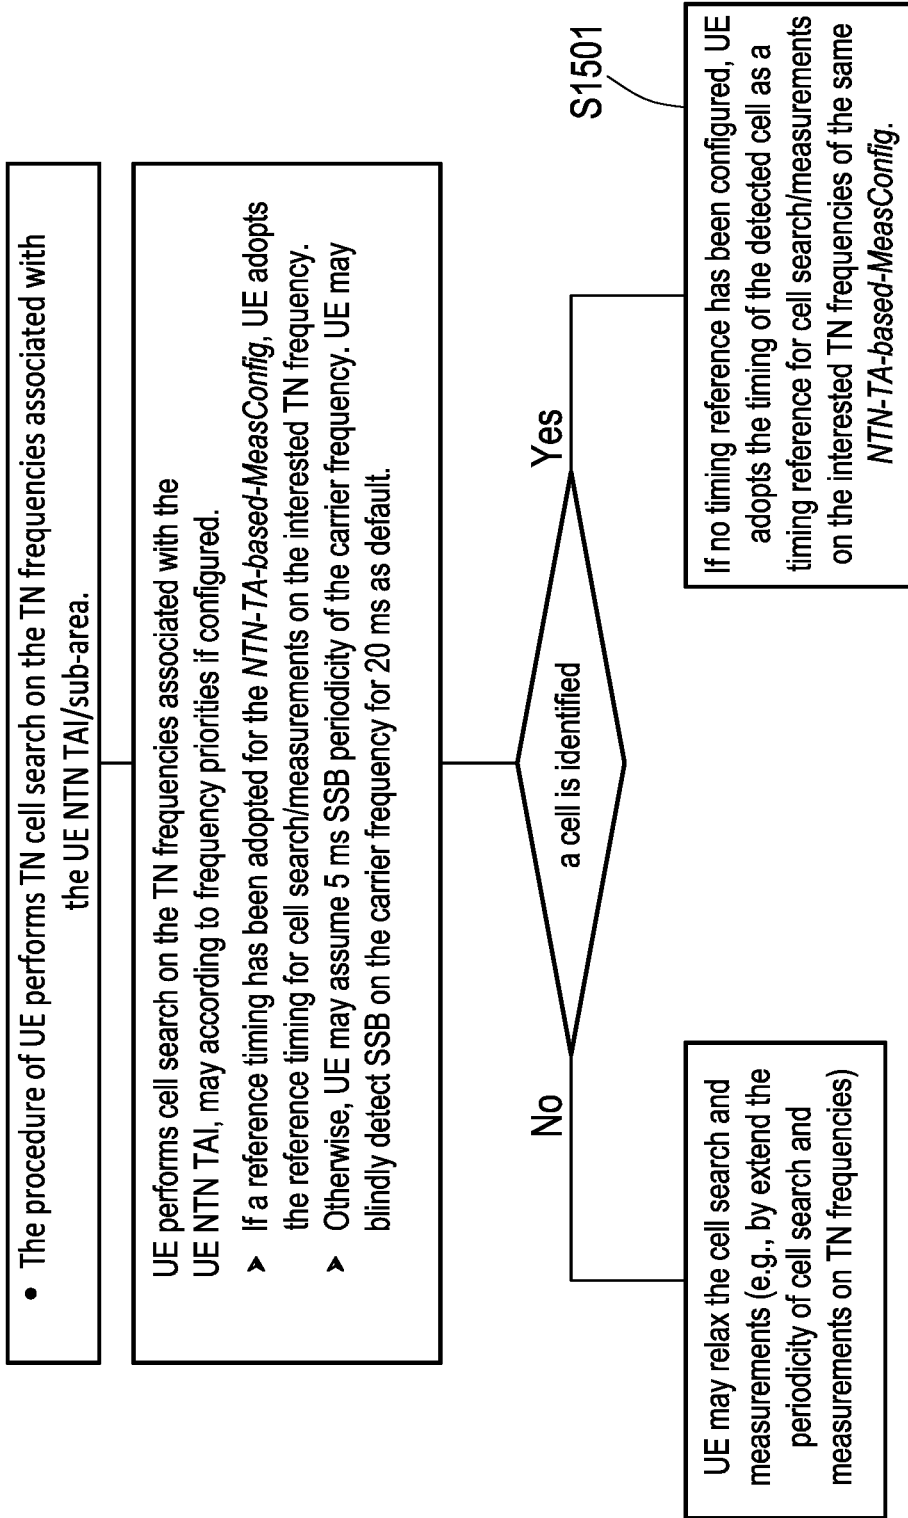 • The procedure of UE performs TN cell search on the TN frequencies associated with
the UE NTN TAI/sub-area.
UE performs cell search on the TN frequencies associated with the
UE NTN TAI, may according to frequency priorities if configured.
➤ If a reference timing has been adopted for the NTN-TA-based-MeasConfig, UE adopts
the reference timing for cell search/measurements on the interested TN frequency.
➤ Otherwise, UE may assume 5 ms SSB periodicity of the carrier frequency. UE may
blindly detect SSB on the carrier frequency for 20 ms as default.
a cell is identified
No
Yes
UE may relax the cell search and
measurements (e.g., by extend the
periodicity of cell search and
measurements on TN frequencies)
S1501
If no timing reference has been configured, UE
adopts the timing of the detected cell as a
timing reference for cell search/measurements
on the interested TN frequencies of the same
NTN-TA-based-MeasConfig.